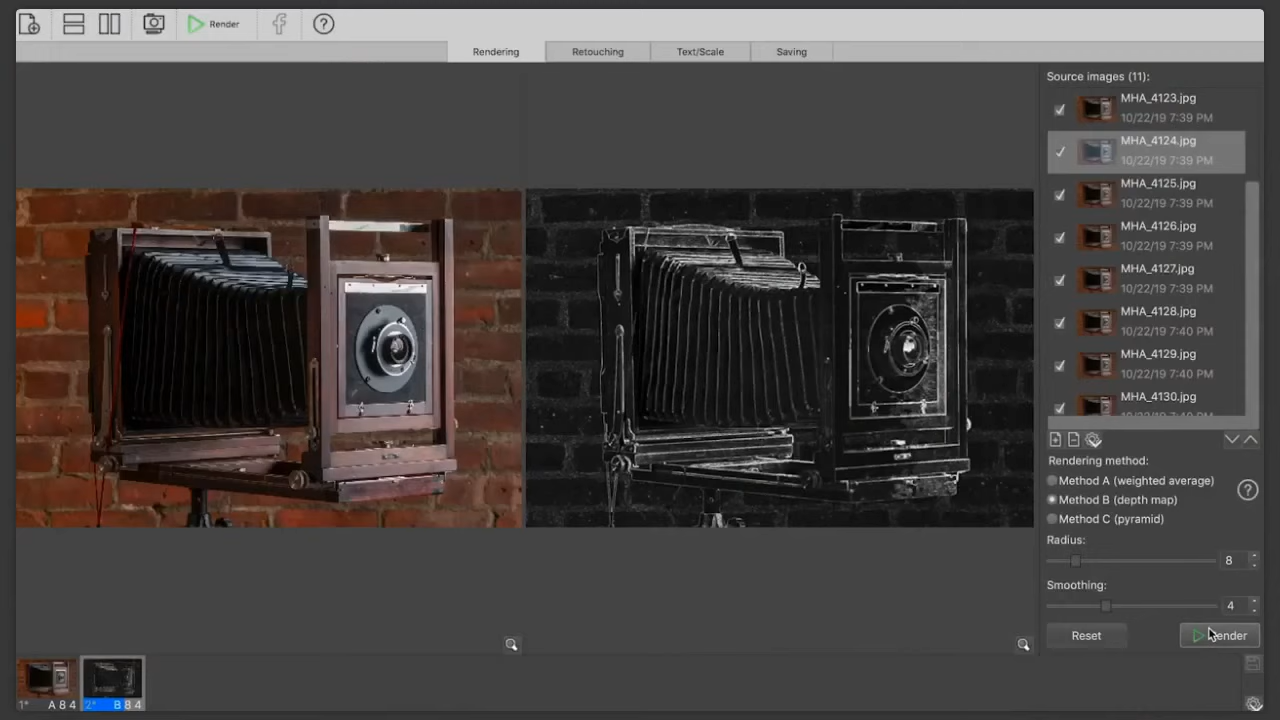 Render
Rendering
Retouching
Text/Scale
Saving
Source images (11):
MHA_4123.jpg
10/22/19 7:39 PM
MHA_4124.jpg
10/22/19 7:39 PM
MHA_4125.jpg
10/22/19 7:39 PM
MHA_4126.jpg
10/22/19 7:39 PM
MHA_4127.jpg
10/22/19 7:39 PM
MHA_4128.jpg
10/22/19 7:40 PM
MHA_4129.jpg
10/22/19 7:40 PM
MHA_4130.jpg
Rendering method:
Method A (weighted average)
Method B (depth map)
Method C (pyramid)
Radius:
8
Smoothing:
4
Reset
1* A 8 4
2* B 8 4